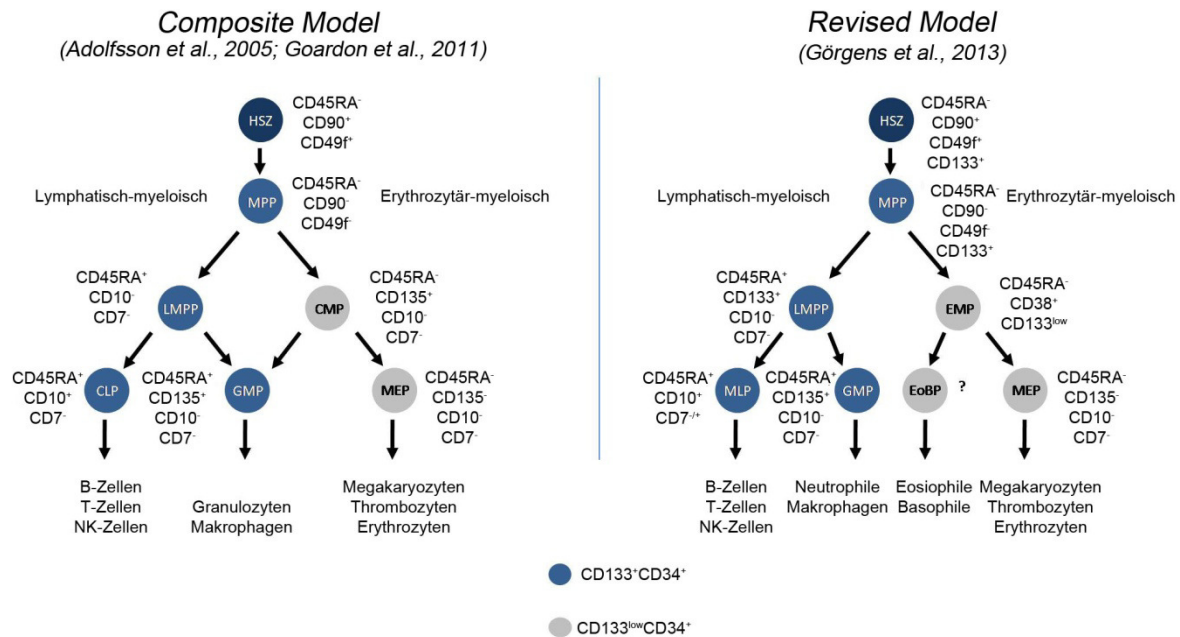 Composite Model
(Adolfsson et al., 2005; Goardon et al., 2011)
HSZ
CD45RA⁻
CD90⁺
CD49f⁺
Lymphatisch-myeloisch
MPP
CD45RA⁻
CD90⁻
CD49f⁻
Erythrozytär-myeloisch
CD45RA⁺
CD10⁻
CD7⁻
LMPP
CMP
CD45RA⁻
CD135⁺
CD10⁻
CD7⁻
CD45RA⁺
CD10⁺
CD7⁻
CLP
CD45RA⁺
CD135⁺
CD10⁻
CD7⁻
GMP
MEP
CD45RA⁻
CD135⁻
CD10⁻
CD7⁻
B-Zellen
T-Zellen
NK-Zellen
Granulozyten
Makrophagen
Megakaryozyten
Thrombozyten
Erythrozyten
Revised Model
(Görgens et al., 2013)
HSZ
CD45RA⁻
CD90⁺
CD49f⁺
CD133⁺
Lymphatisch-myeloisch
MPP
CD45RA⁻
CD90⁻
CD49f⁻
CD133⁺
Erythrozytär-myeloisch
CD45RA⁺
CD133⁺
CD10⁻
CD7⁻
LMPP
EMP
CD45RA⁻
CD38⁺
CD133ˡᵒʷ
CD45RA⁺
CD10⁺
CD7⁻/⁺
MLP
CD45RA⁺
CD135⁺
CD10⁻
CD7⁻
GMP
EoBP
?
MEP
CD45RA⁻
CD135⁻
CD10⁻
CD7⁻
B-Zellen
T-Zellen
NK-Zellen
Neutrophile
Makrophagen
Eosiophile
Basophile
Megakaryozyten
Thrombozyten
Erythrozyten
CD133⁺CD34⁺
CD133ˡᵒʷCD34⁺